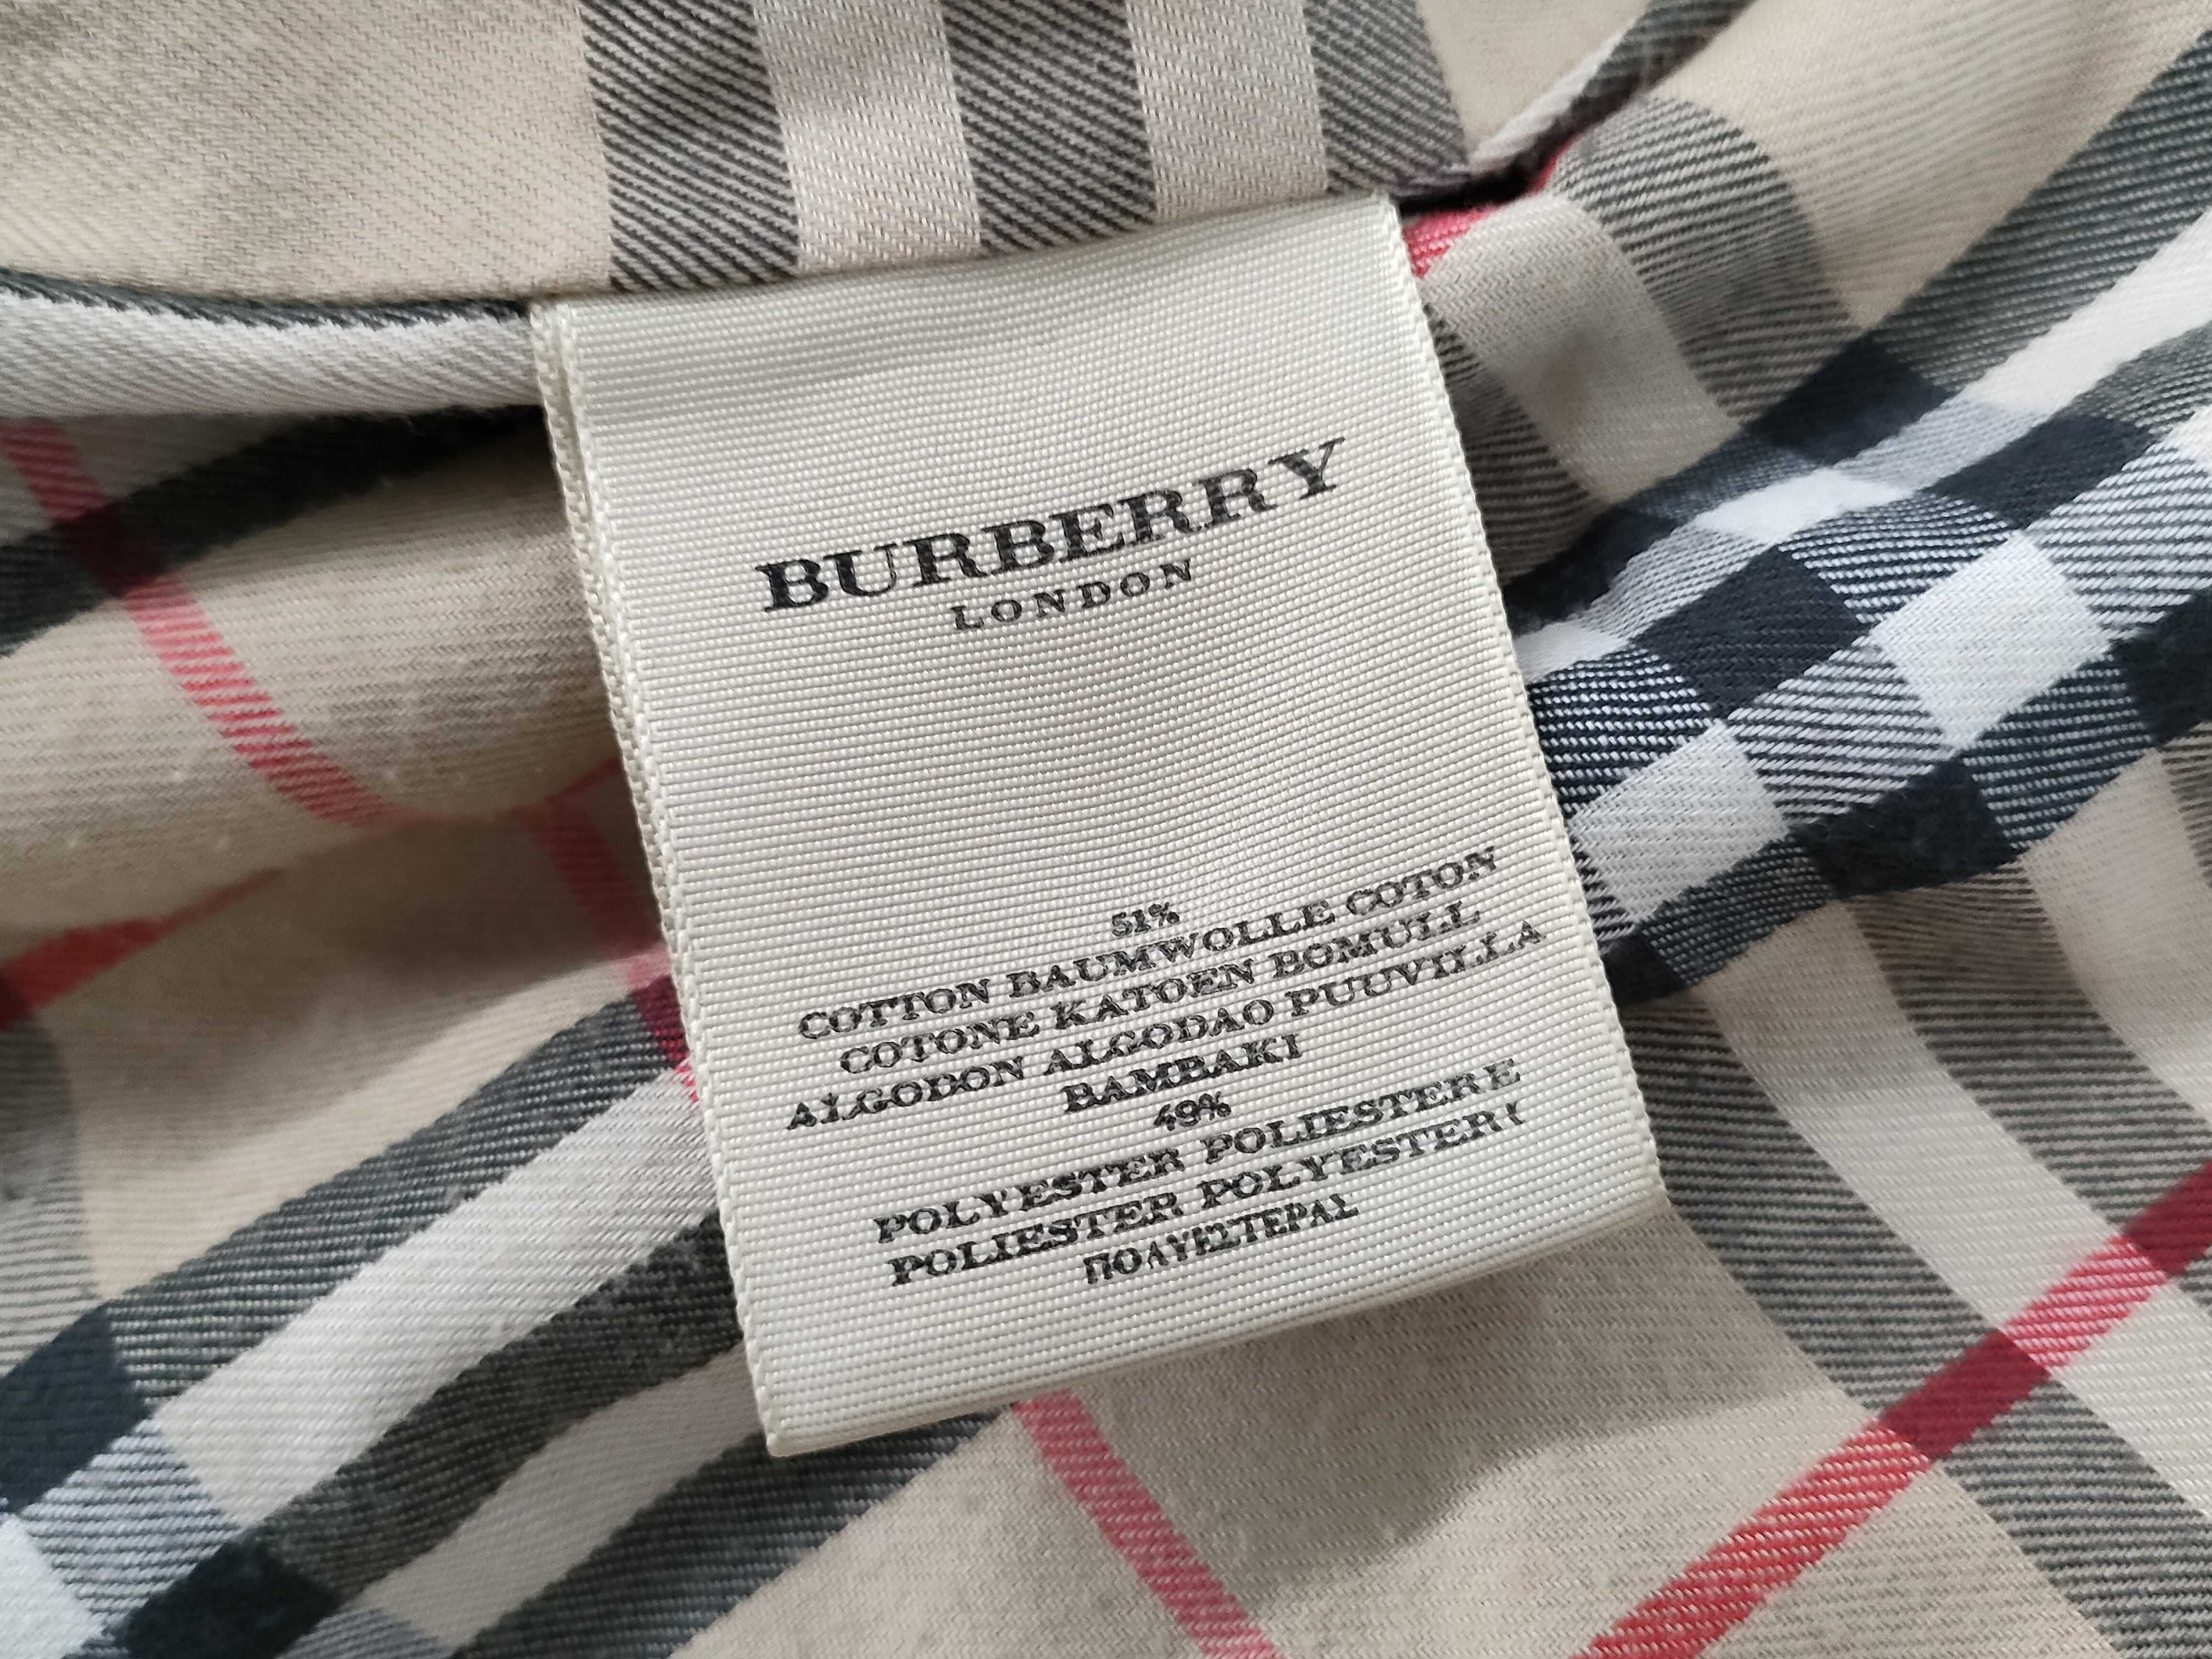 BURBERRY
LONDON
51%
COTTON BAUMWOLLE COTON
COTONE KATOEN BOMULL
ALGODON ALGODAO PUUVILLA
BAMBAKI
49%
POLYESTER POLIESTERE
POLIESTER POLYESTERI
ΠΟΛΥΕΣΤΕΡΑΣ